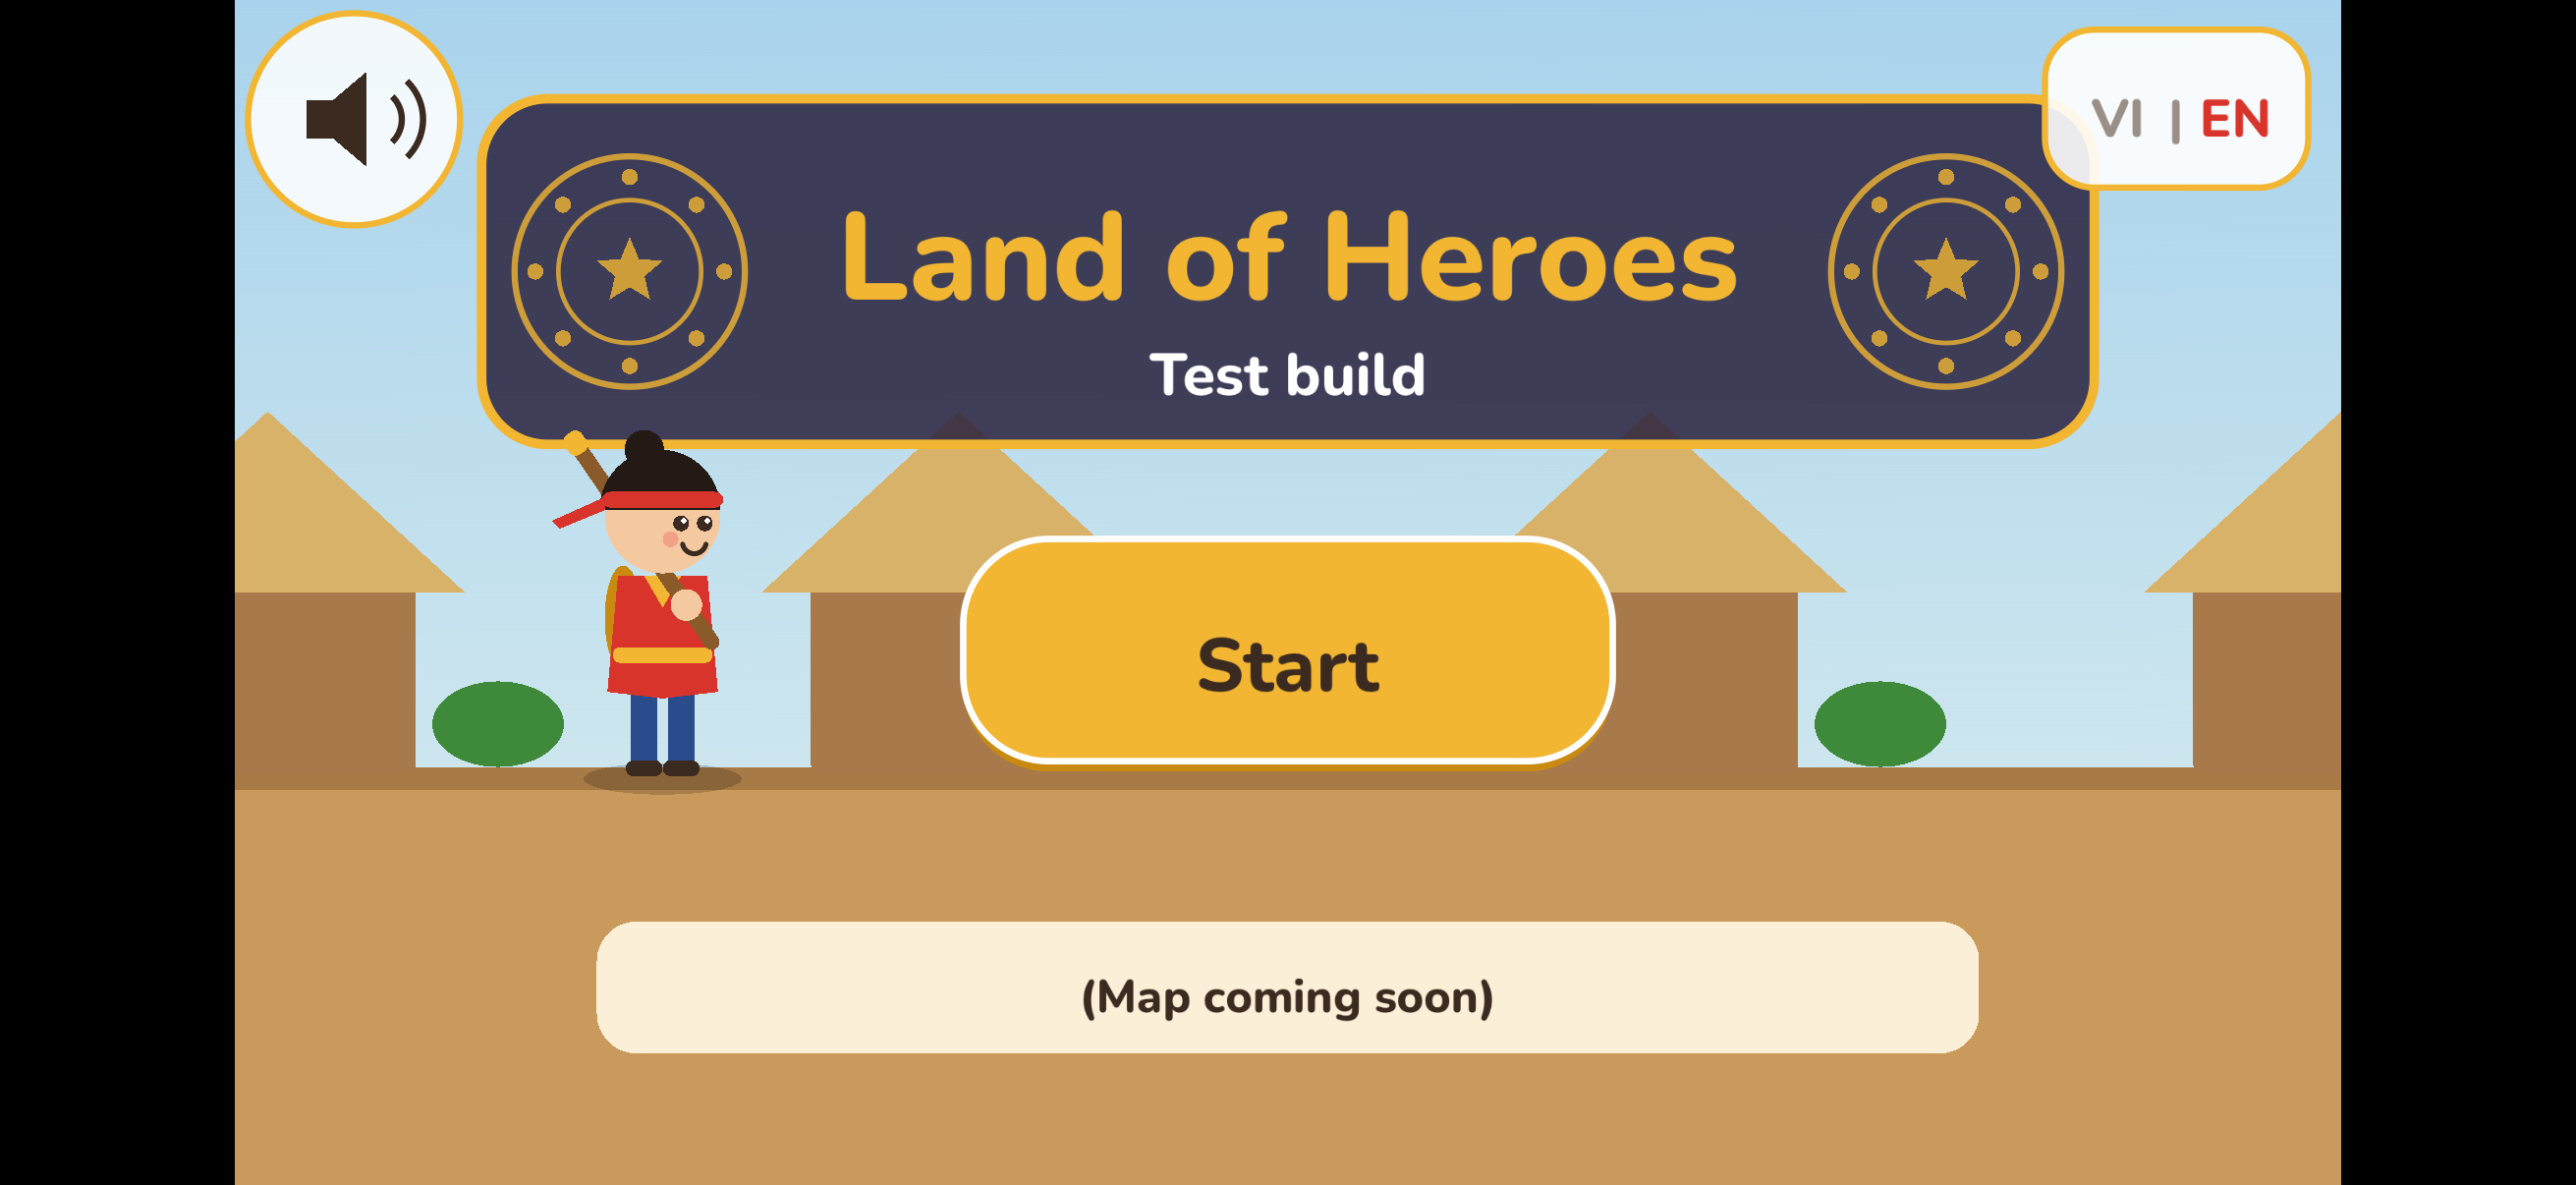 VI | EN
Land of Heroes
Test build
Start
(Map coming soon)